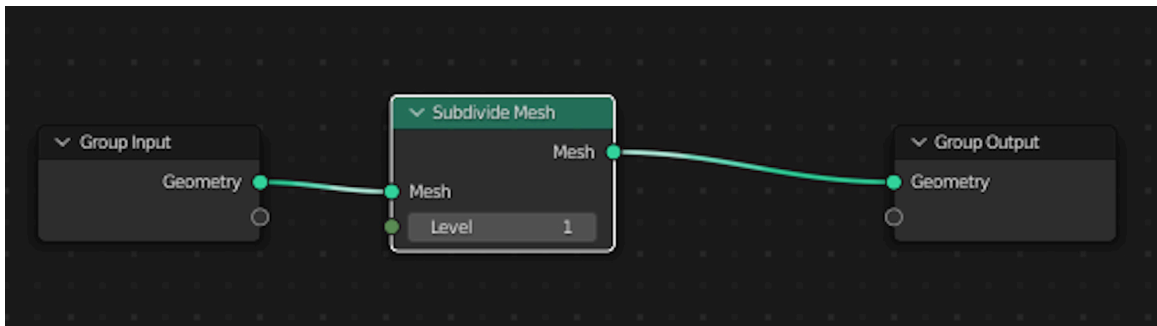 Group Input
Geometry
Subdivide Mesh
Mesh
Mesh
Level 1
Group Output
Geometry